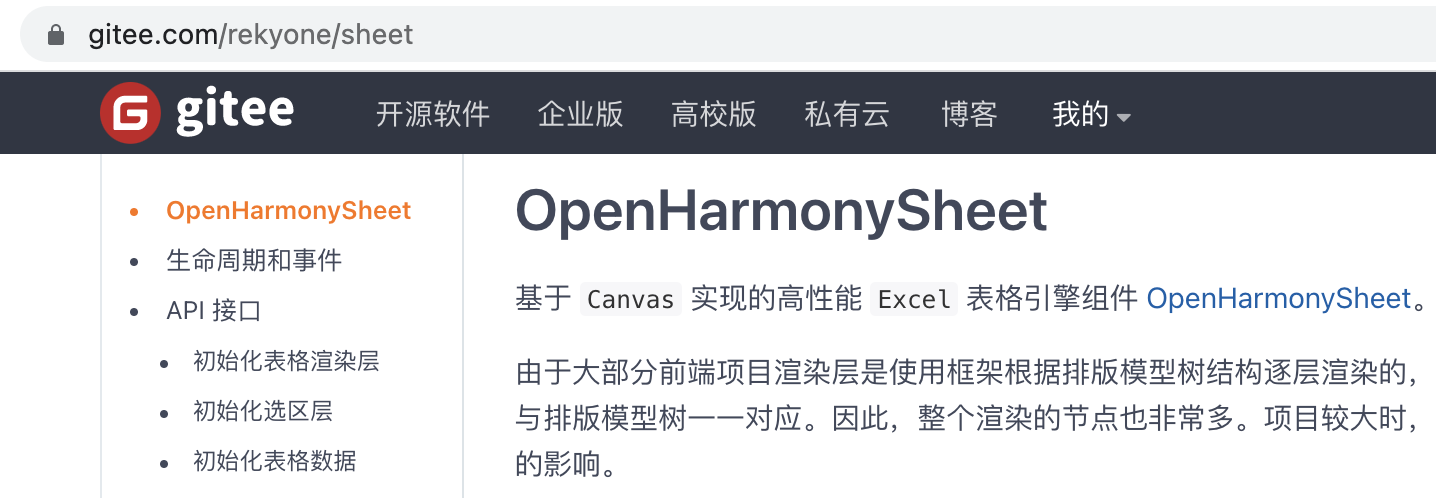 gitee.com/rekyone/sheet
gitee 开源软件 企业版 高校版 私有云 博客 我的
OpenHarmonySheet
生命周期和事件
API 接口
初始化表格渲染层
初始化选区层
初始化表格数据
OpenHarmonySheet
基于 Canvas 实现的高性能 Excel 表格引擎组件 OpenHarmonySheet。
由于大部分前端项目渲染层是使用框架根据排版模型树结构逐层渲染的，
与排版模型树一一对应。因此，整个渲染的节点也非常多。项目较大时，
的影响。